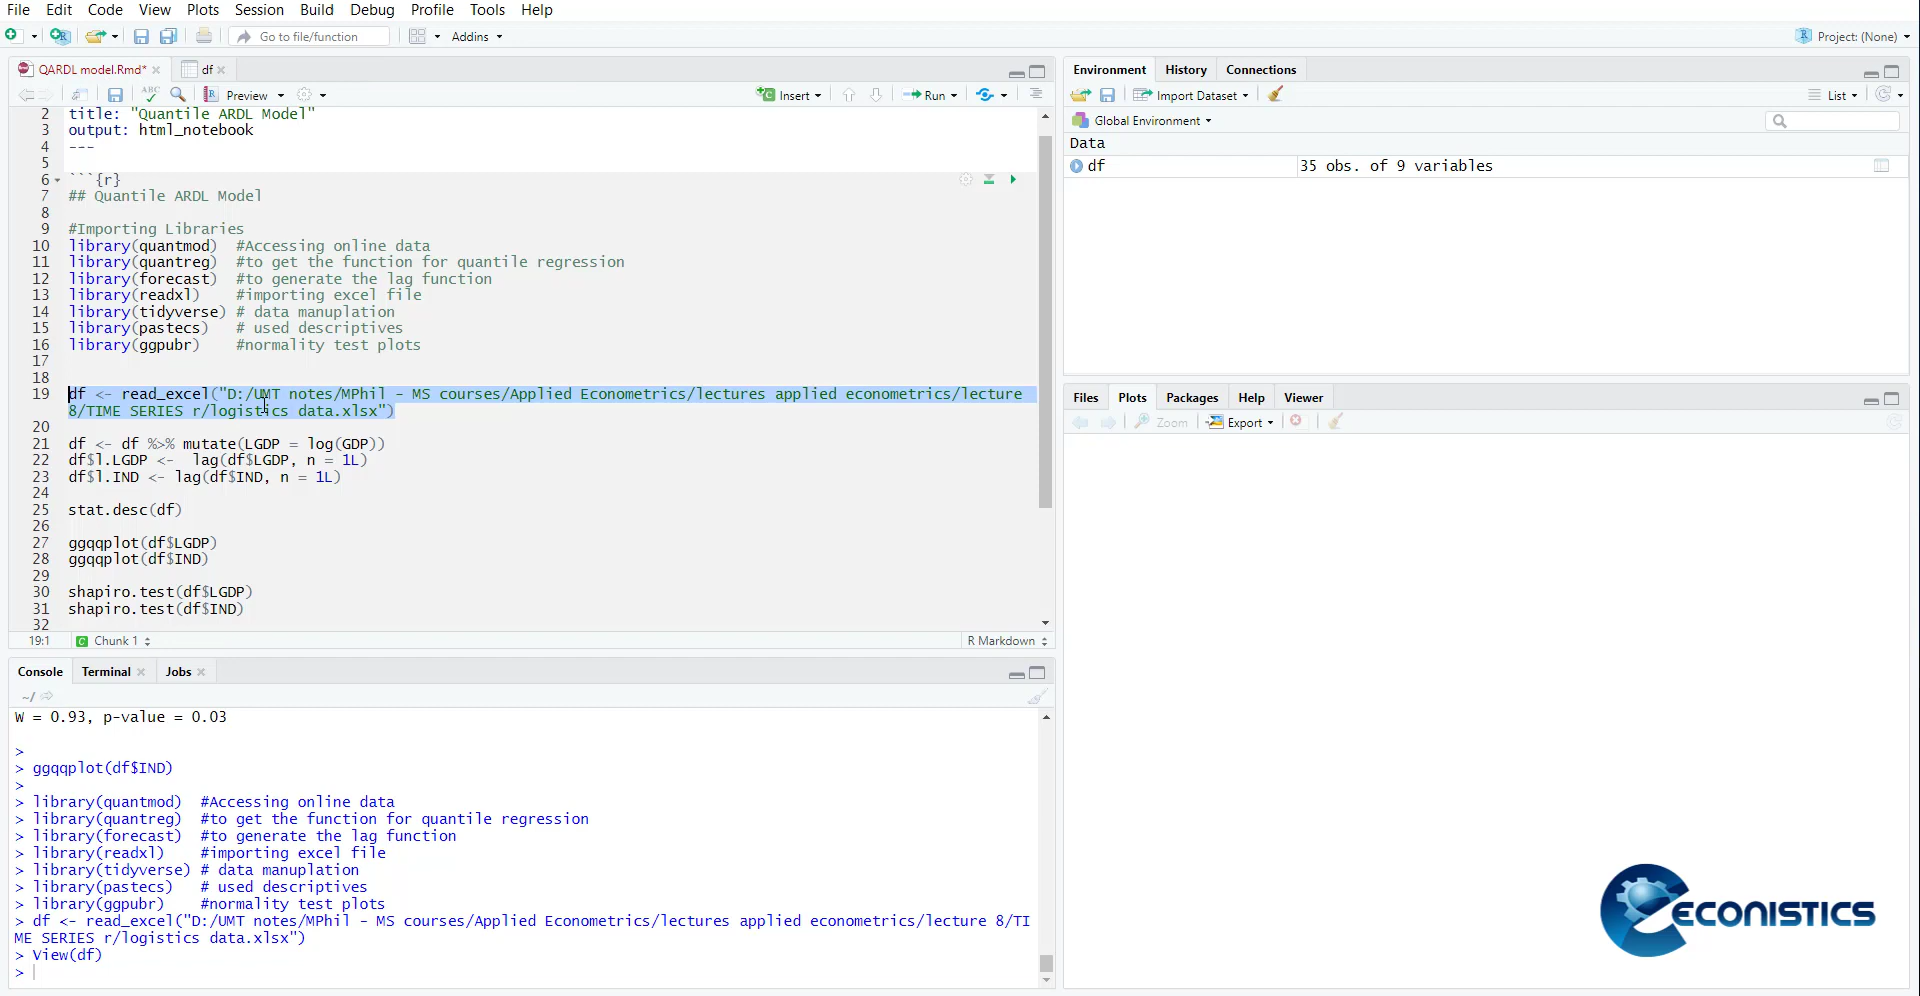 File Edit Code View Plots Session Build Debug Profile Tools Help
Go to file/function Addins Project: (None)
QARDL model.Rmd* df
ABC Preview Insert Run
2 title: "Quantile ARDL Model"
3 output: html_notebook
4 ---
5
6 ```{r}
7 ## Quantile ARDL Model
8
9 #Importing Libraries
10 library(quantmod) #Accessing online data
11 library(quantreg) #to get the function for quantile regression
12 library(forecast) #to generate the lag function
13 library(readxl) #importing excel file
14 library(tidyverse) # data manuplation
15 library(pastecs) # used descriptives
16 library(ggpubr) #normality test plots
17
18
19 df <- read_excel("D:/UMT notes/MPhil - MS courses/Applied Econometrics/lectures applied econometrics/lecture
8/TIME SERIES r/logistics data.xlsx")
20
21 df <- df %>% mutate(LGDP = log(GDP))
22 df$l.LGDP <- lag(df$LGDP, n = 1L)
23 df$l.IND <- lag(df$IND, n = 1L)
24
25 stat.desc(df)
26
27 ggqqplot(df$LGDP)
28 ggqqplot(df$IND)
29
30 shapiro.test(df$LGDP)
31 shapiro.test(df$IND)
32
19:1 Chunk 1 R Markdown
Console Terminal Jobs
~/
W = 0.93, p-value = 0.03
>
> ggqqplot(df$IND)
>
> library(quantmod) #Accessing online data
> library(quantreg) #to get the function for quantile regression
> library(forecast) #to generate the lag function
> library(readxl) #importing excel file
> library(tidyverse) # data manuplation
> library(pastecs) # used descriptives
> library(ggpubr) #normality test plots
> df <- read_excel("D:/UMT notes/MPhil - MS courses/Applied Econometrics/lectures applied econometrics/lecture 8/TI
ME SERIES r/logistics data.xlsx")
> View(df)
>
Environment History Connections
Import Dataset List
Global Environment
Data
df 35 obs. of 9 variables
Files Plots Packages Help Viewer
Zoom Export
ECONISTICS